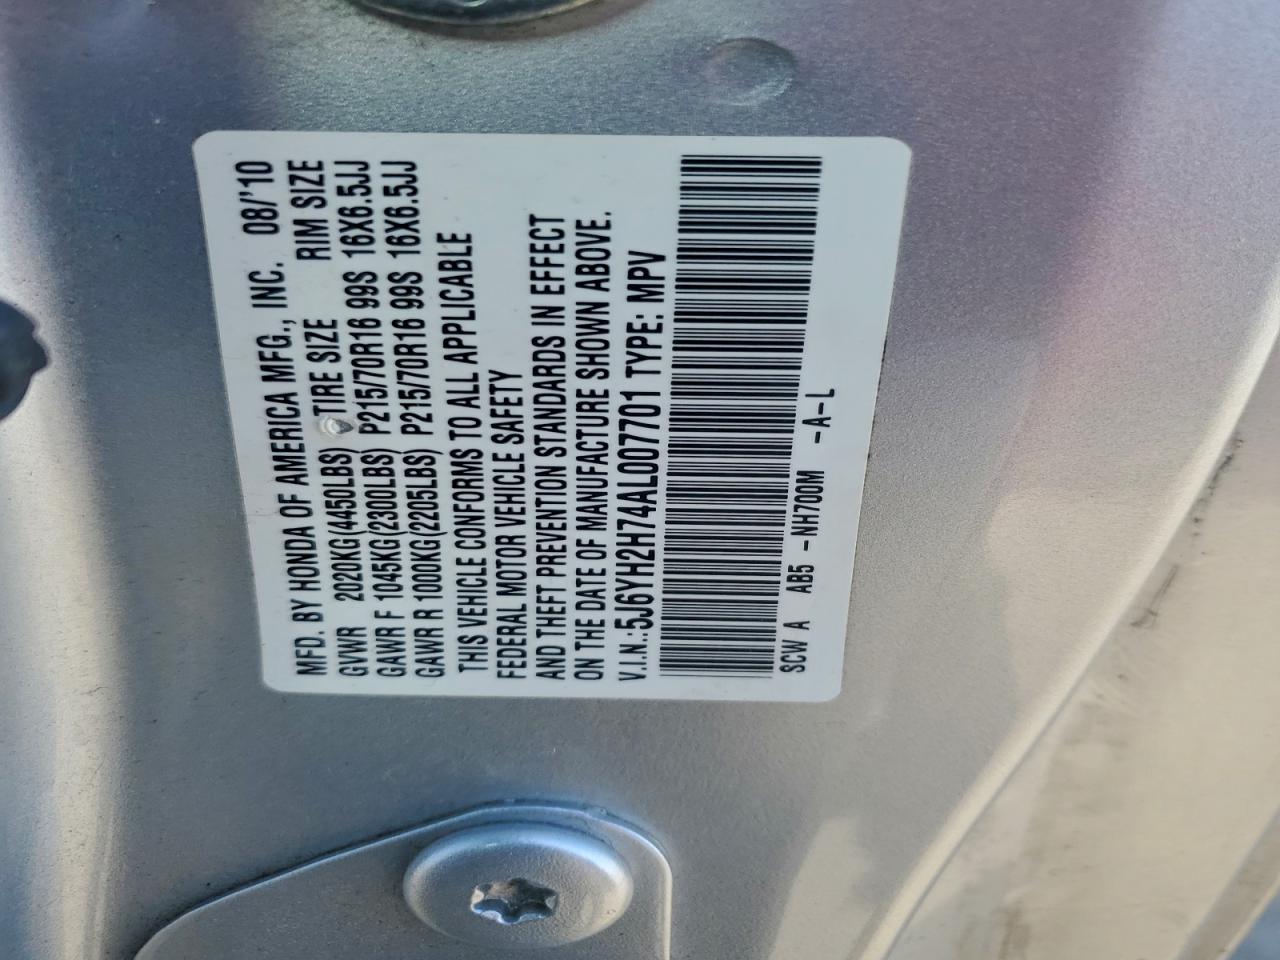 MFD. BY HONDA OF AMERICA MFG., INC. 08/'10
GVWR 2020KG(4450LBS) TIRE SIZE RIM SIZE
GAWR F 1045KG(2300LBS) P215/70R16 99S 16X6.5JJ
GAWR R 1000KG(2205LBS) P215/70R16 99S 16X6.5JJ
THIS VEHICLE CONFORMS TO ALL APPLICABLE
FEDERAL MOTOR VEHICLE SAFETY
AND THEFT PREVENTION STANDARDS IN EFFECT
ON THE DATE OF MANUFACTURE SHOWN ABOVE.
V.I.N.:5J6YH2H74AL007701 TYPE: MPV
SCW A AB5 -NH700M -A-L